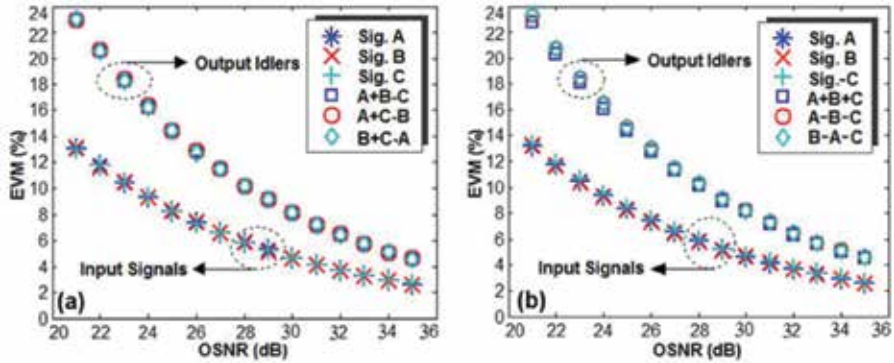 24
22
20
18
16
14
12
10
8
6
4
2
0
EVM (%)
Sig. A
Sig. B
Sig. C
A+B-C
A+C-B
B+C-A
Output Idlers
Input Signals
(a)
20 22 24 26 28 30 32 34 36
OSNR (dB)
24
22
20
18
16
14
12
10
8
6
4
2
0
EVM (%)
Sig. A
Sig. B
Sig.-C
A+B+C
A-B-C
B-A-C
Output Idlers
Input Signals
(b)
20 22 24 26 28 30 32 34 36
OSNR (dB)